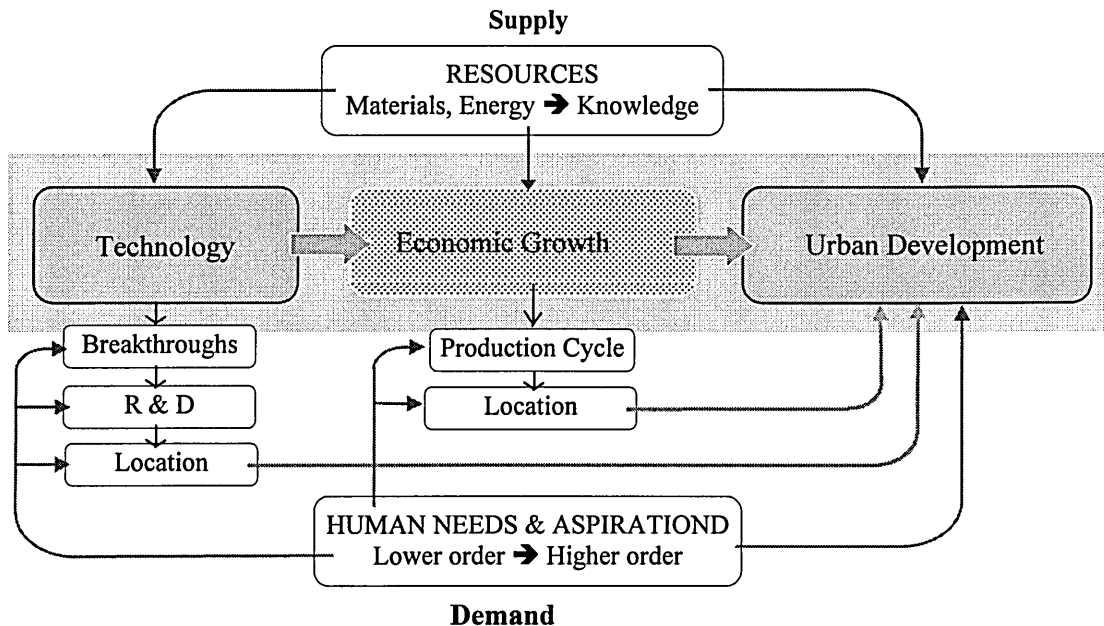 Supply
RESOURCES
Materials, Energy ➔ Knowledge
Technology
Economic Growth
Urban Development
Breakthroughs
R & D
Location
Production Cycle
Location
HUMAN NEEDS & ASPIRATIOND
Lower order ➔ Higher order
Demand